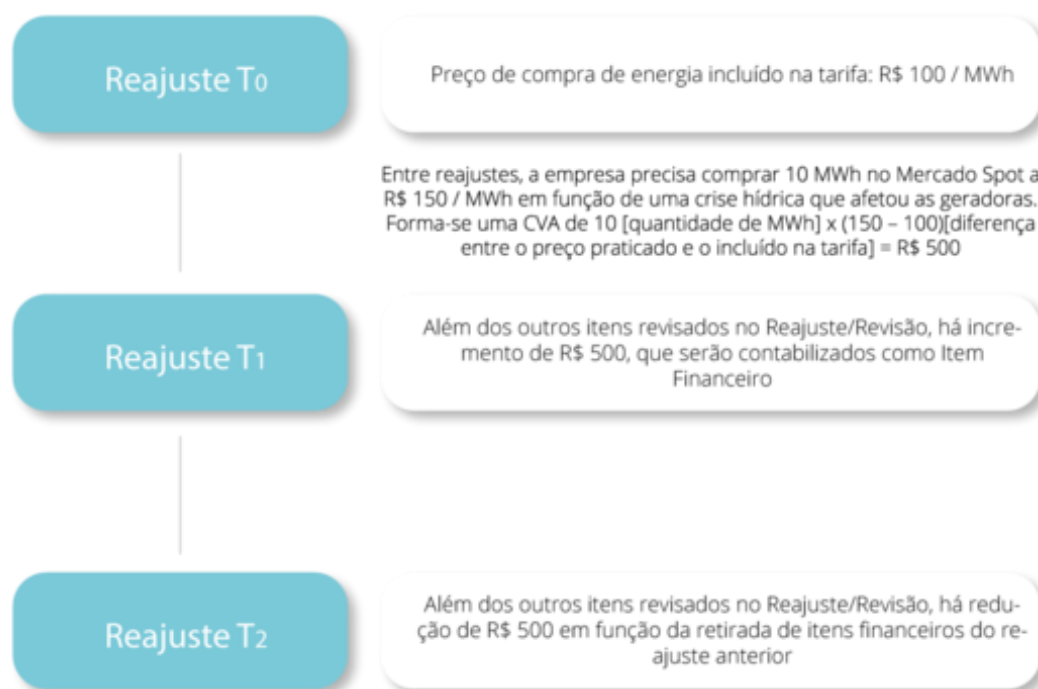 Reajuste T0
Preço de compra de energia incluído na tarifa: R$ 100 / MWh
Entre reajustes, a empresa precisa comprar 10 MWh no Mercado Spot a
R$ 150 / MWh em função de uma crise hídrica que afetou as geradoras.
Forma-se uma CVA de 10 [quantidade de MWh] x (150 – 100)[diferença
entre o preço praticado e o incluído na tarifa] = R$ 500
Reajuste T1
Além dos outros itens revisados no Reajuste/Revisão, há incre-
mento de R$ 500, que serão contabilizados como Item
Financeiro
Reajuste T2
Além dos outros itens revisados no Reajuste/Revisão, há redu-
ção de R$ 500 em função da retirada de itens financeiros do re-
ajuste anterior